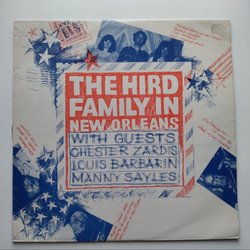 THE HIRD
FAMILY IN
NEW ORLEANS
WITH GUESTS
CHESTER ZARDIS
LOUIS BARBARIN
MANNY SAYLES